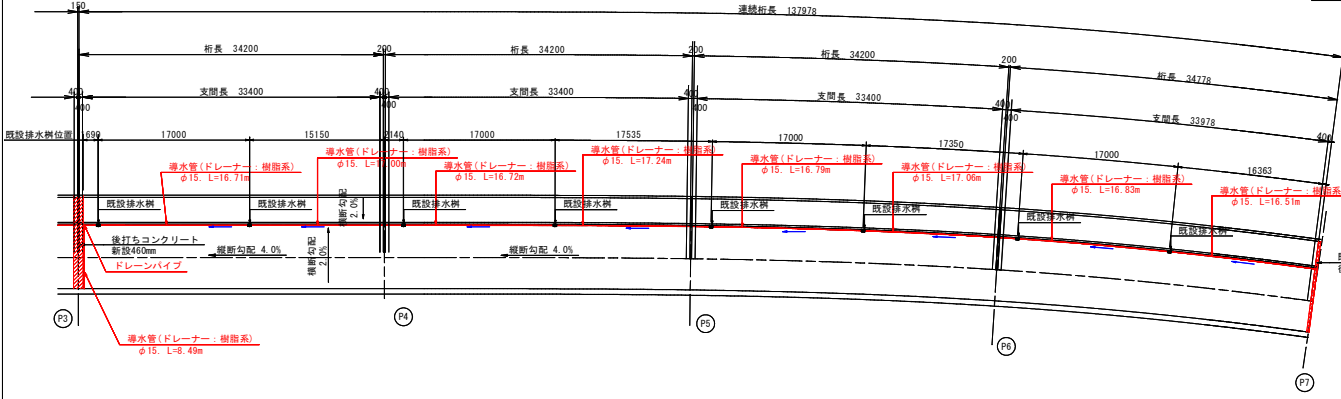 150
連続桁長 137978
桁長 34200
200
桁長 34200
200
桁長 34200
200
桁長 34778
400
支間長 33400
400
支間長 33400
400
支間長 33400
400
支間長 33978
400
400
400
400
400
既設排水桝位置
1690
17000
15150
2140
17000
17535
17000
17350
17000
16363
導水管(ドレーナー：樹脂系)
φ15. L=16.71m
導水管(ドレーナー：樹脂系)
導水管(ドレーナー：樹脂系)
φ15. L=16.72m
導水管(ドレーナー：樹脂系)
φ15. L=17.24m
導水管(ドレーナー：樹脂系)
φ15. L=16.79m
導水管(ドレーナー：樹脂系)
φ15. L=17.06m
導水管(ドレーナー：樹脂系)
φ15. L=16.83m
導水管(ドレーナー：樹脂系)
φ15. L=16.51m
既設排水桝
既設排水桝
横断勾配
2.0%
既設排水桝
既設排水桝
既設排水桝
既設排水桝
既設排水桝
既設排水桝
後打ちコンクリート
新設460mm
ドレーンパイプ
縦断勾配 4.0%
横断勾配
2.0%
縦断勾配 4.0%
P3
P4
P5
P6
P7
導水管(ドレーナー：樹脂系)
φ15. L=8.49m